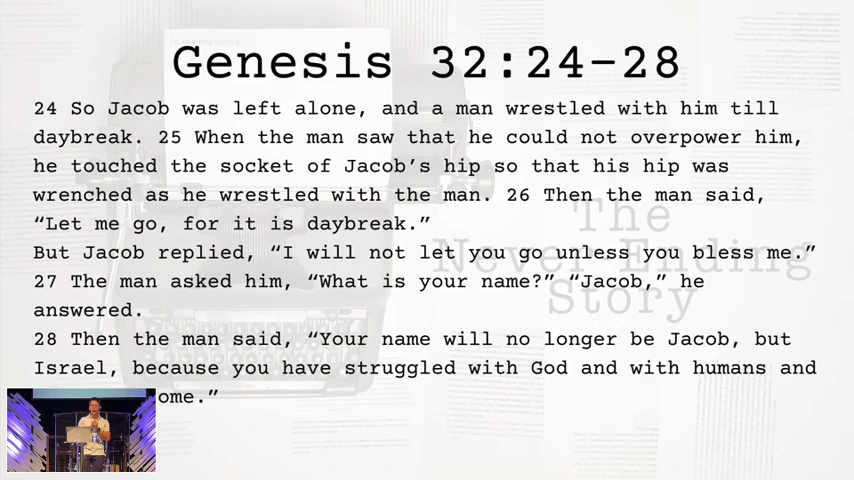 Genesis 32:24-28
24 So Jacob was left alone, and a man wrestled with him till
daybreak. 25 When the man saw that he could not overpower him,
he touched the socket of Jacob’s hip so that his hip was
wrenched as he wrestled with the man. 26 Then the man said,
“Let me go, for it is daybreak.”
But Jacob replied, “I will not let you go unless you bless me.”
27 The man asked him, “What is your name?” “Jacob,” he
answered.
28 Then the man said, “Your name will no longer be Jacob, but
Israel, because you have struggled with God and with humans and
ome.”
The
Never Ending
Story